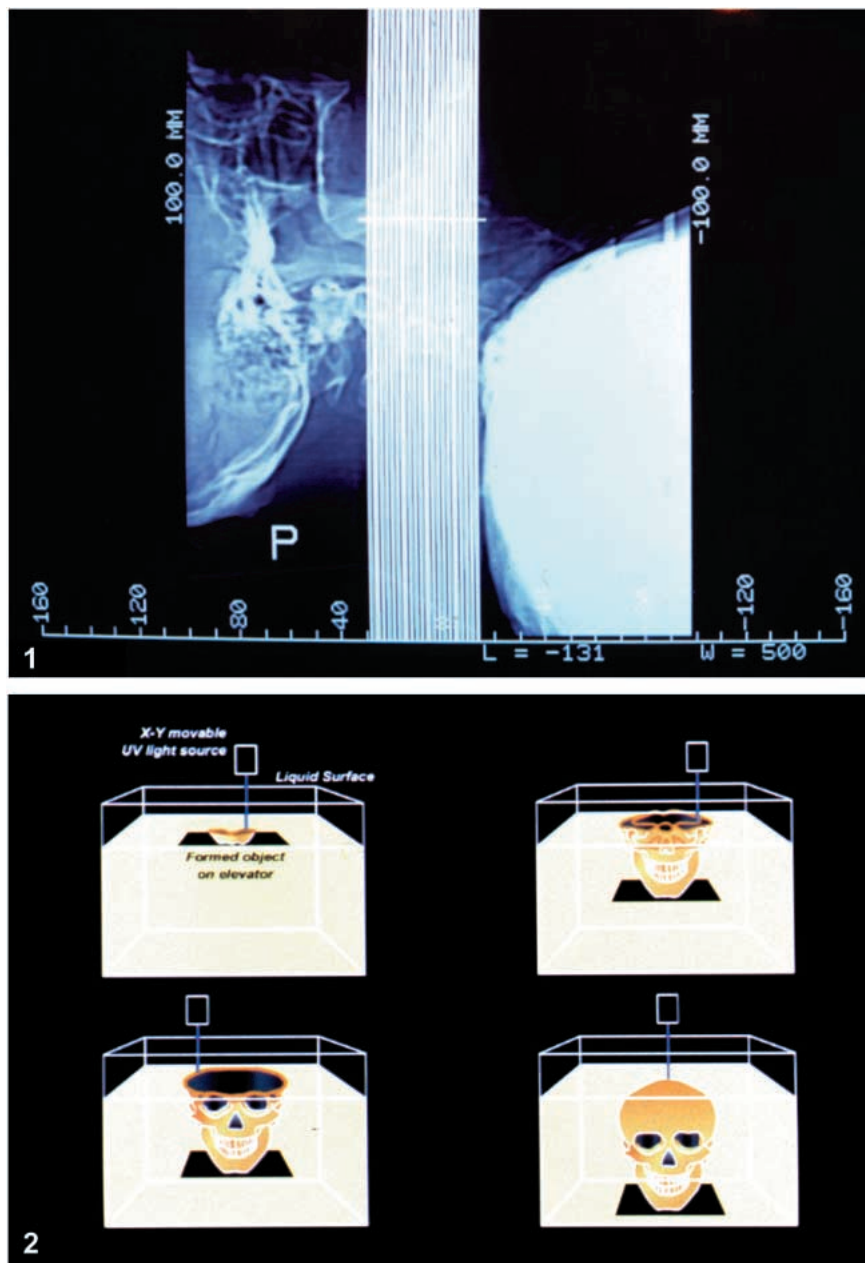 100.0 MM
-100.0 MM
P
-160
-120
-80
-40
-120
-160
L = -131 W = 500
1
X-Y movable
UV light source
Liquid Surface
Formed object
on elevator
2